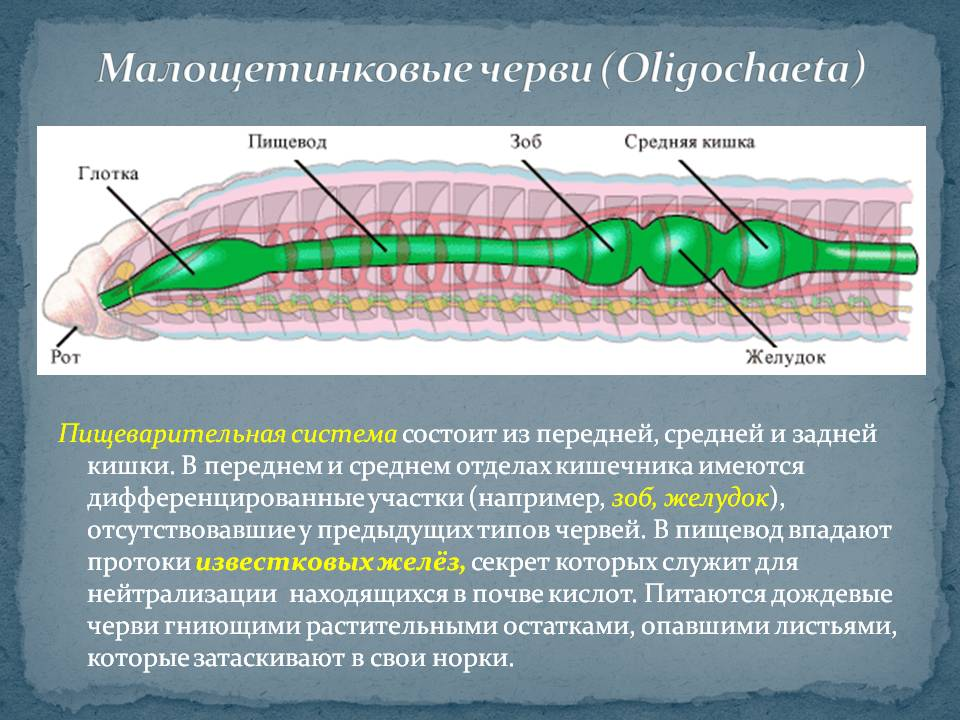 Малощетинковые черви (Oligochaeta)
Пищевод
Зоб
Средняя кишка
Глотка
Рот
Желудок
Пищеварительная система состоит из передней, средней и задней
кишки. В переднем и среднем отделах кишечника имеются
дифференцированные участки (например, зоб, желудок),
отсутствовавшие у предыдущих типов червей. В пищевод впадают
протоки известковых желёз, секрет которых служит для
нейтрализации находящихся в почве кислот. Питаются дождевые
черви гниющими растительными остатками, опавшими листьями,
которые затаскивают в свои норки.